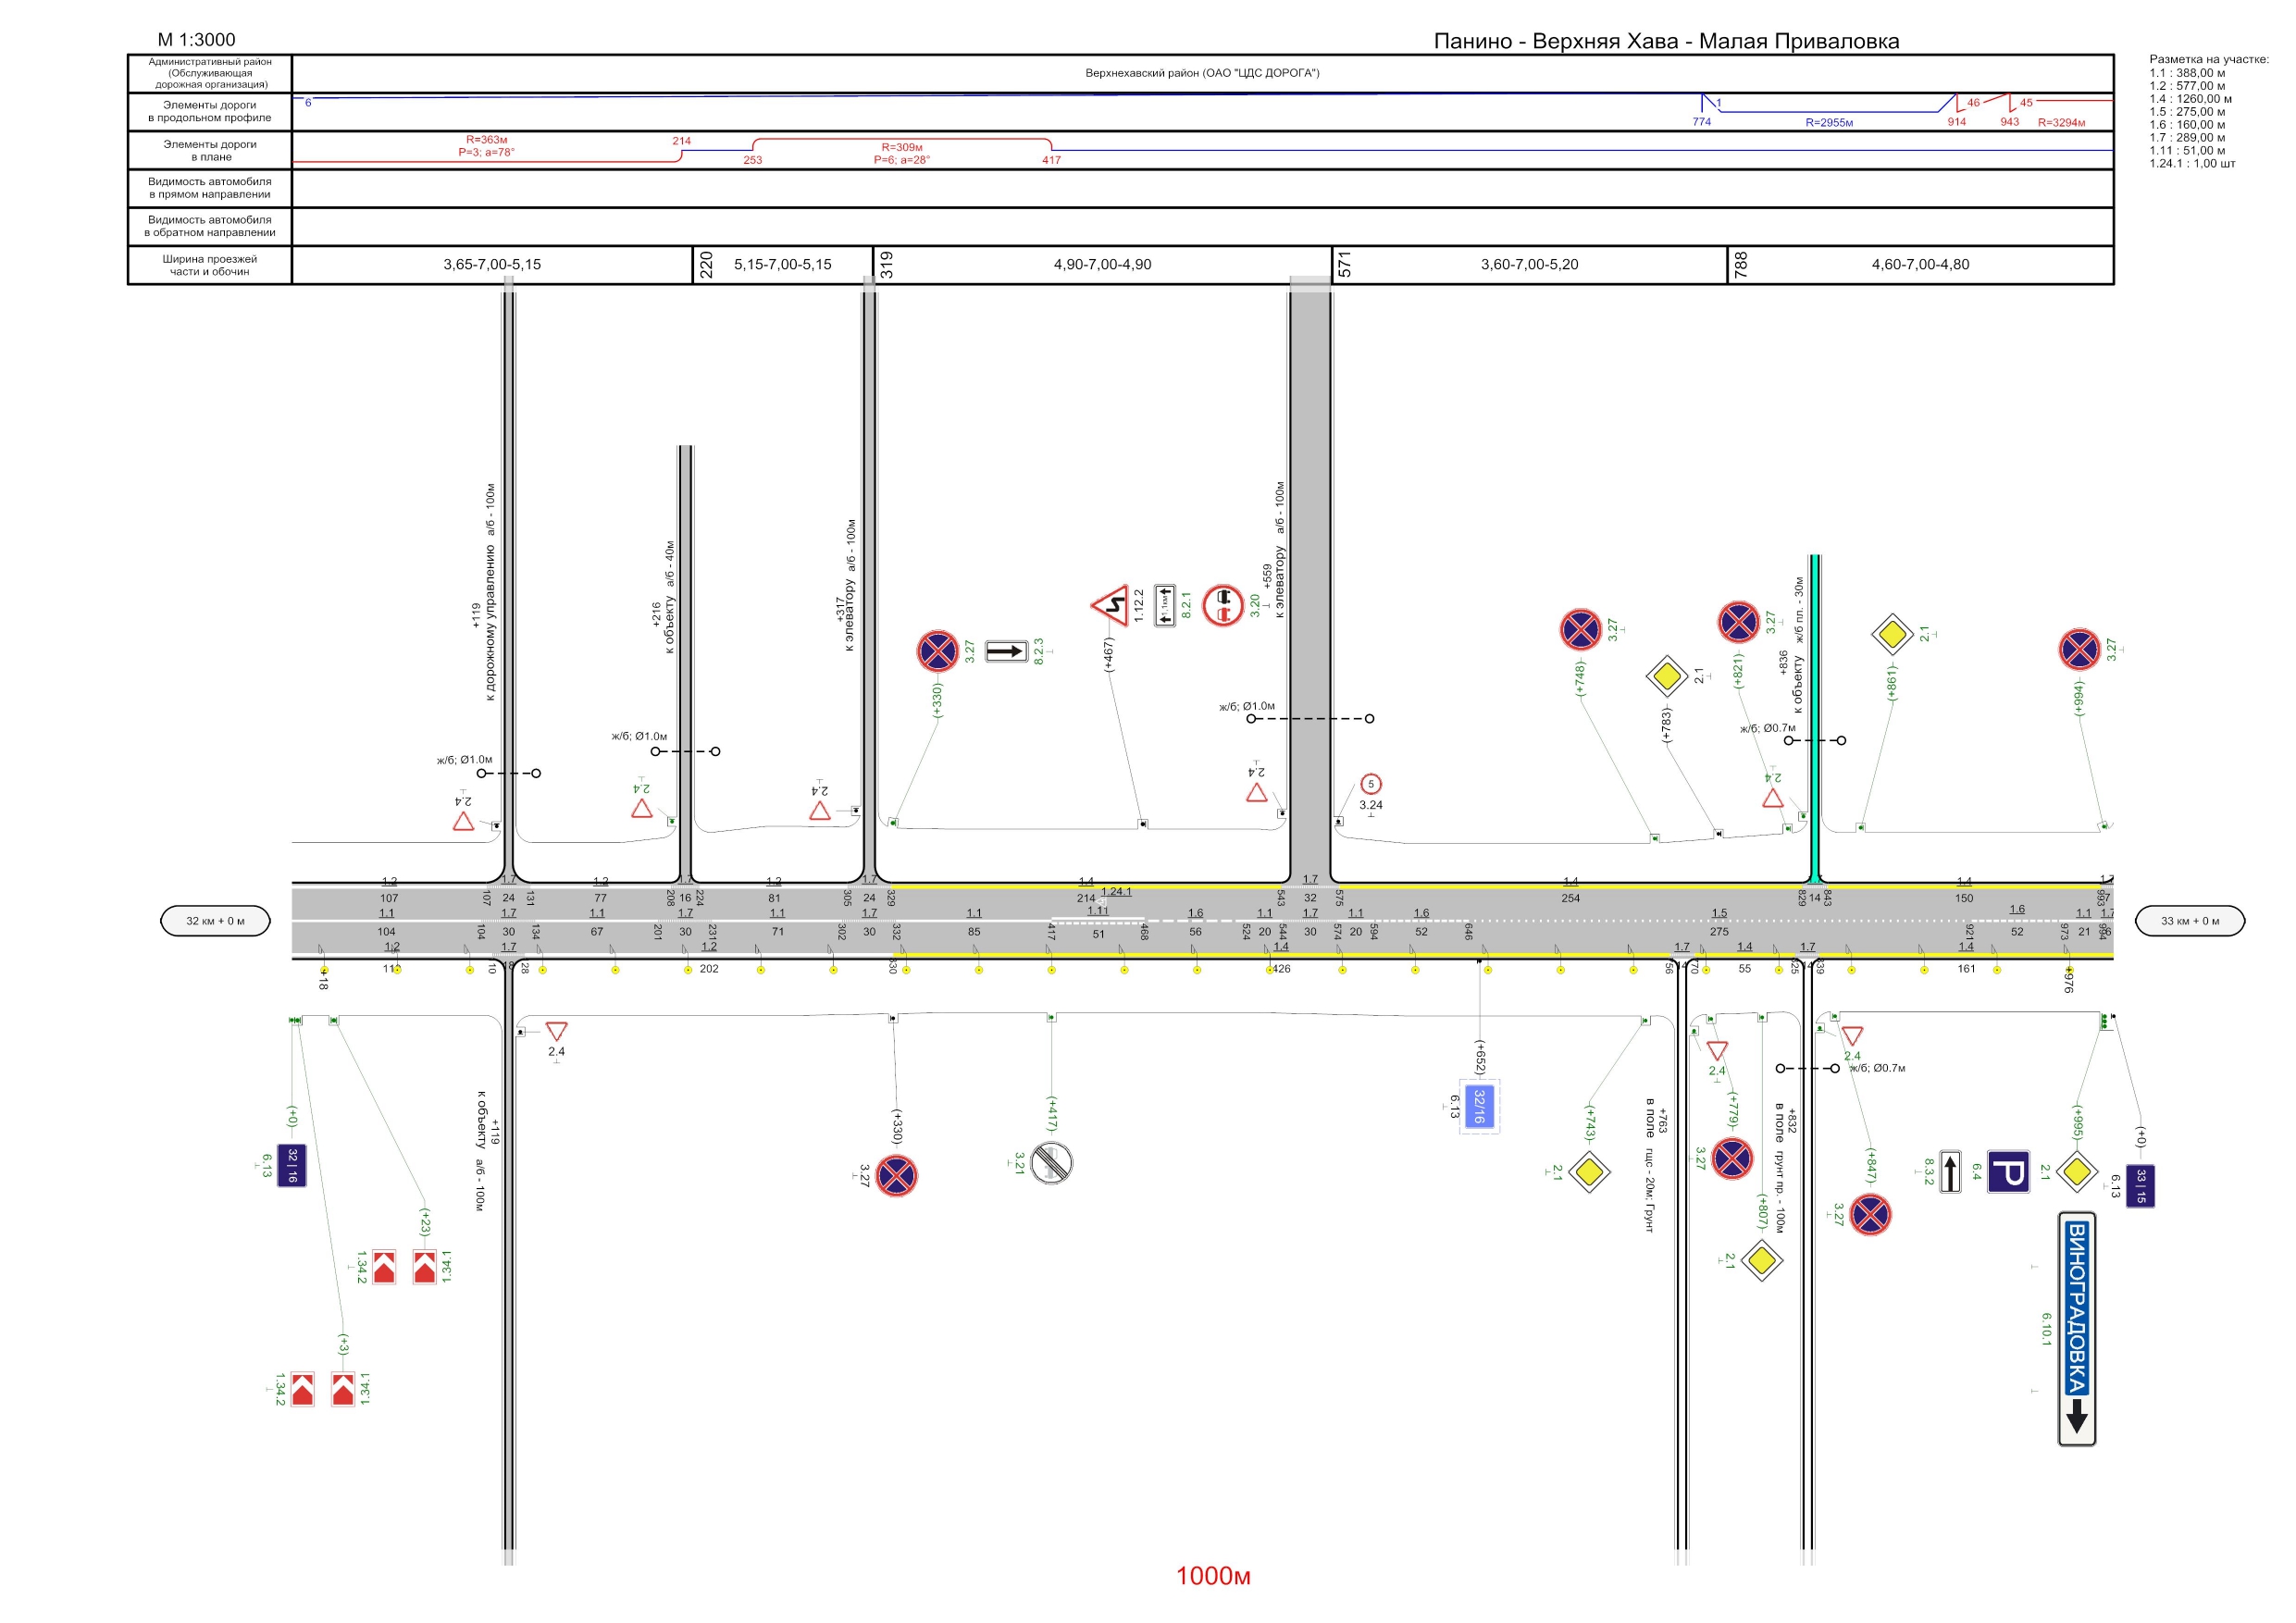 М 1:3000
Панино - Верхняя Хава - Малая Приваловка
Административный район
(Обслуживающая
дорожная организация)
Верхнехавский район (ОАО "ЦДС ДОРОГА")
Элементы дороги
в продольном профиле
6
1
774
R=2955м
914
46
943
45
R=3294м
Элементы дороги
в плане
R=363м
P=3; a=78°
214
253
R=309м
P=6; a=28°
417
Видимость автомобиля
в прямом направлении
Видимость автомобиля
в обратном направлении
Ширина проезжей
части и обочин
3,65-7,00-5,15
220
5,15-7,00-5,15
319
4,90-7,00-4,90
571
3,60-7,00-5,20
788
4,60-7,00-4,80
Разметка на участке:
1.1 : 388,00 м
1.2 : 577,00 м
1.4 : 1260,00 м
1.5 : 275,00 м
1.6 : 160,00 м
1.7 : 289,00 м
1.11 : 51,00 м
1.24.1 : 1,00 шт
+119
к дорожному управлению а/б - 100м
ж/б; Ø1.0м
2.4
+216
к объекту а/б - 40м
ж/б; Ø1.0м
2.4
+317
к элеватору а/б - 100м
2.4
3.27
8.2.3
(+330)
1.12.2
1.1км
8.2.1
3.20
(+467)
+559
к элеватору а/б - 100м
ж/б; Ø1.0м
2.4
5
3.24
3.27
(+748)
2.1
(+783)
3.27
(+821)
+836
к объекту ж/б пл. - 30м
ж/б; Ø0.7м
2.4
2.1
(+861)
3.27
(+994)
1.2 1.7 1.2 1.7 1.2 1.7 1.4 1.24.1 1.7 1.4 1.4
107 107 24 131 77 208 16 224 81 305 24 329 214 543 32 575 254 829 14 843 150 993 7
1.1 1.7 1.1 1.7 1.1 1.7 1.1 1.11 1.6 1.1 1.7 1.1 1.6 1.5 1.6 1.1
104 104 30 134 67 201 30 231 71 302 30 332 85 417 51 468 56 524 20 544 30 574 20 594 52 646 275 921 52 973 21 994
1.2 1.7 1.2 1.4 1.7 1.4 1.7 1.4
202 426 55 161
32 км + 0 м
33 км + 0 м
+18
+976
(+0)
32 | 16
6.13
(+23)
1.34.2
1.34.1
(+3)
1.34.2
1.34.1
2.4
+119
к объекту а/б - 100м
(+330)
3.27
(+417)
3.21
(+652)
32/16
6.13
(+743)
2.1
+763
в поле гщс - 20м; Грунт
2.4
(+779)
3.27
(+807)
2.1
+832
в поле грунт пр. - 100м
2.4
ж/б; Ø0.7м
(+847)
3.27
8.3.2
P
6.4
(+995)
2.1
(+0)
33 | 15
6.13
ВИНОГРАДОВКА
6.10.1
1000м